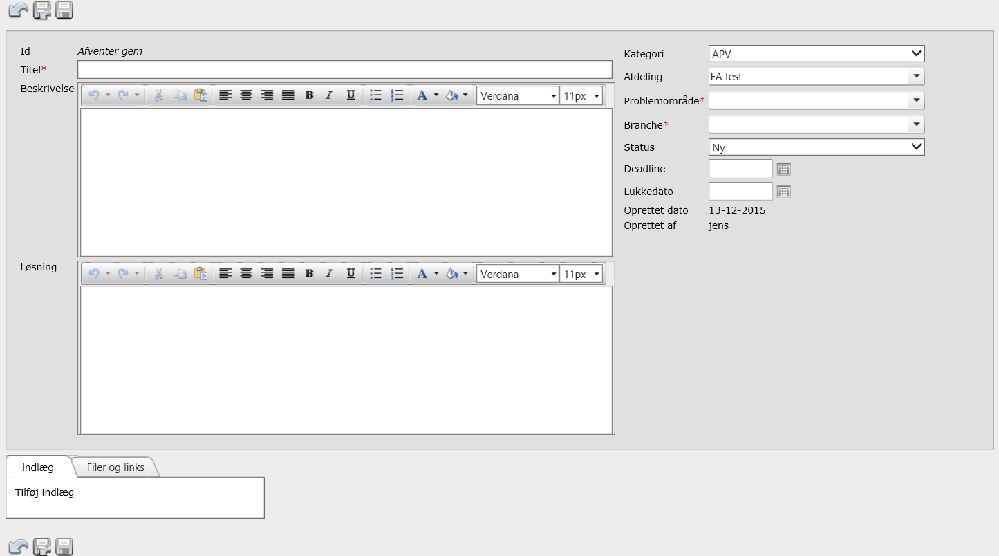 Id Afventer gem
Titel*
Beskrivelse
B I U A Verdana 11px
Løsning
B I U A Verdana 11px
Kategori APV
Afdeling FA test
Problemområde*
Branche*
Status Ny
Deadline
Lukkedato
Oprettet dato 13-12-2015
Oprettet af jens
Indlæg Filer og links
Tilføj indlæg